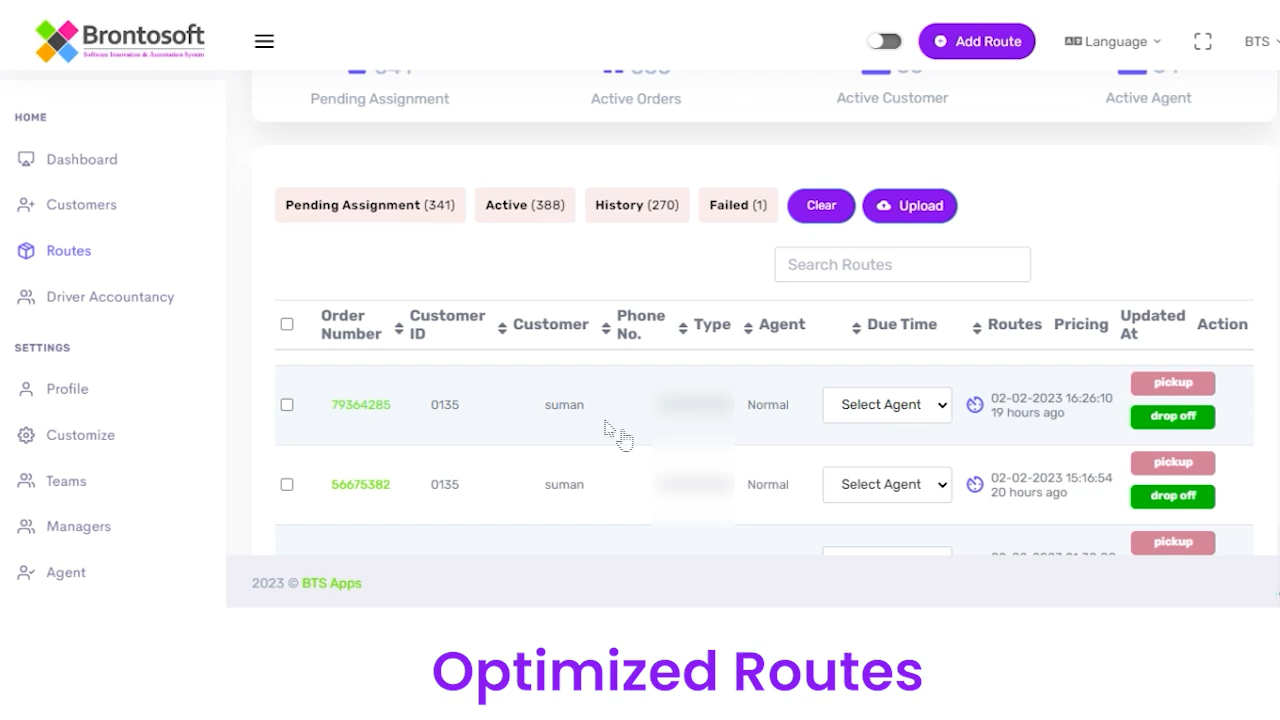 Brontosoft
Software Innovation & Automation System
Add Route
Language
BTS
Pending Assignment
Active Orders
Active Customer
Active Agent
HOME
Dashboard
Customers
Routes
Driver Accountancy
SETTINGS
Profile
Customize
Teams
Managers
Agent
Pending Assignment (341) Active (388) History (270) Failed (1) Clear Upload
Search Routes
Order Number Customer ID Customer Phone No. Type Agent Due Time Routes Pricing Updated At Action
79364285 0135 suman Normal Select Agent 02-02-2023 16:26:10 pickup
19 hours ago drop off
56675382 0135 suman Normal Select Agent 02-02-2023 15:16:54 pickup
20 hours ago drop off
pickup
2023 © BTS Apps
Optimized Routes